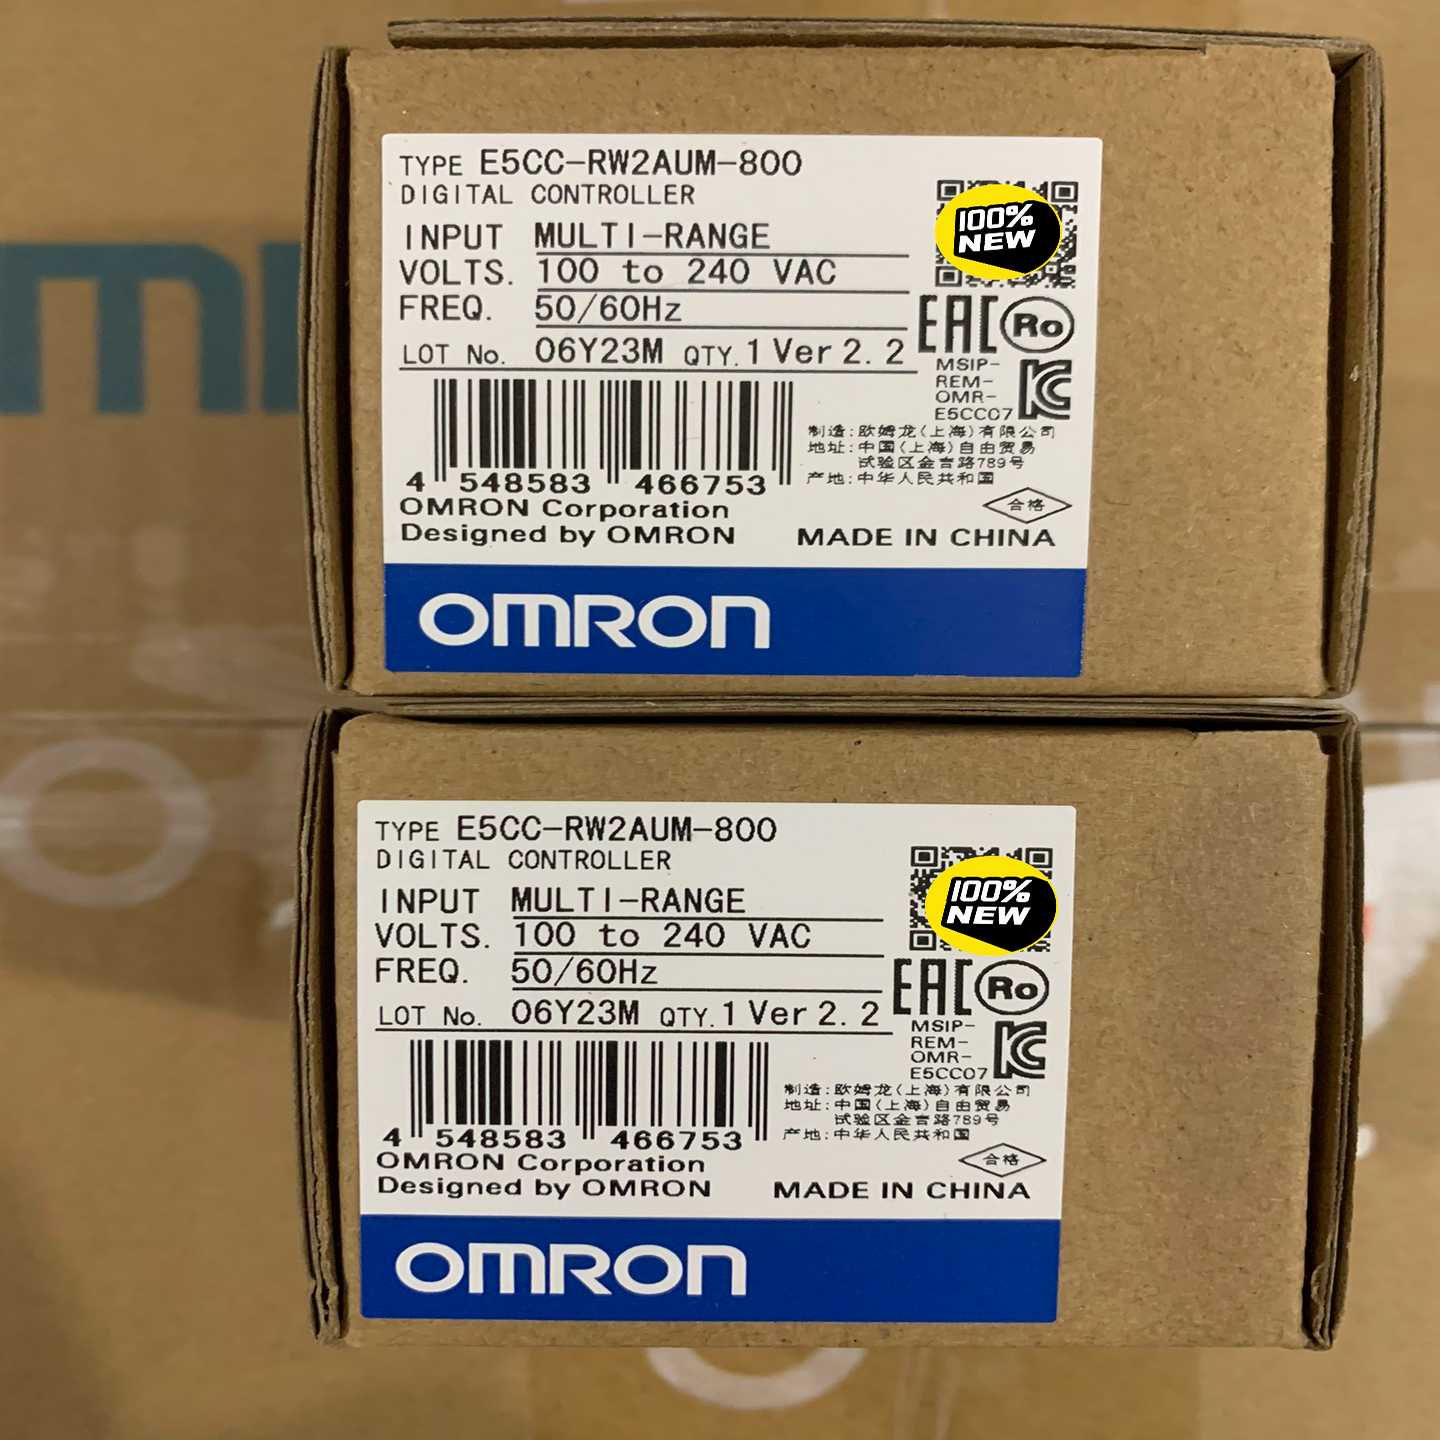 TYPE E5CC-RW2AUM-800
DIGITAL CONTROLLER
INPUT MULTI-RANGE
VOLTS. 100 to 240 VAC
FREQ. 50/60Hz
LOT No. 06Y23M QTY.1 Ver 2.2
100%
NEW
EAC Ro
MSIP-
REM-
OMR-
E5CC07
KC
制造:欧姆龙(上海)有限公司
地址:中国(上海)自由贸易
试验区金吉路789号
产地:中华人民共和国
4 548583 466753
合格
OMRON Corporation
Designed by OMRON
MADE IN CHINA
OMRON
TYPE E5CC-RW2AUM-800
DIGITAL CONTROLLER
INPUT MULTI-RANGE
VOLTS. 100 to 240 VAC
FREQ. 50/60Hz
LOT No. 06Y23M QTY.1 Ver 2.2
100%
NEW
EAC Ro
MSIP-
REM-
OMR-
E5CC07
KC
制造:欧姆龙(上海)有限公司
地址:中国(上海)自由贸易
试验区金吉路789号
产地:中华人民共和国
4 548583 466753
合格
OMRON Corporation
Designed by OMRON
MADE IN CHINA
OMRON